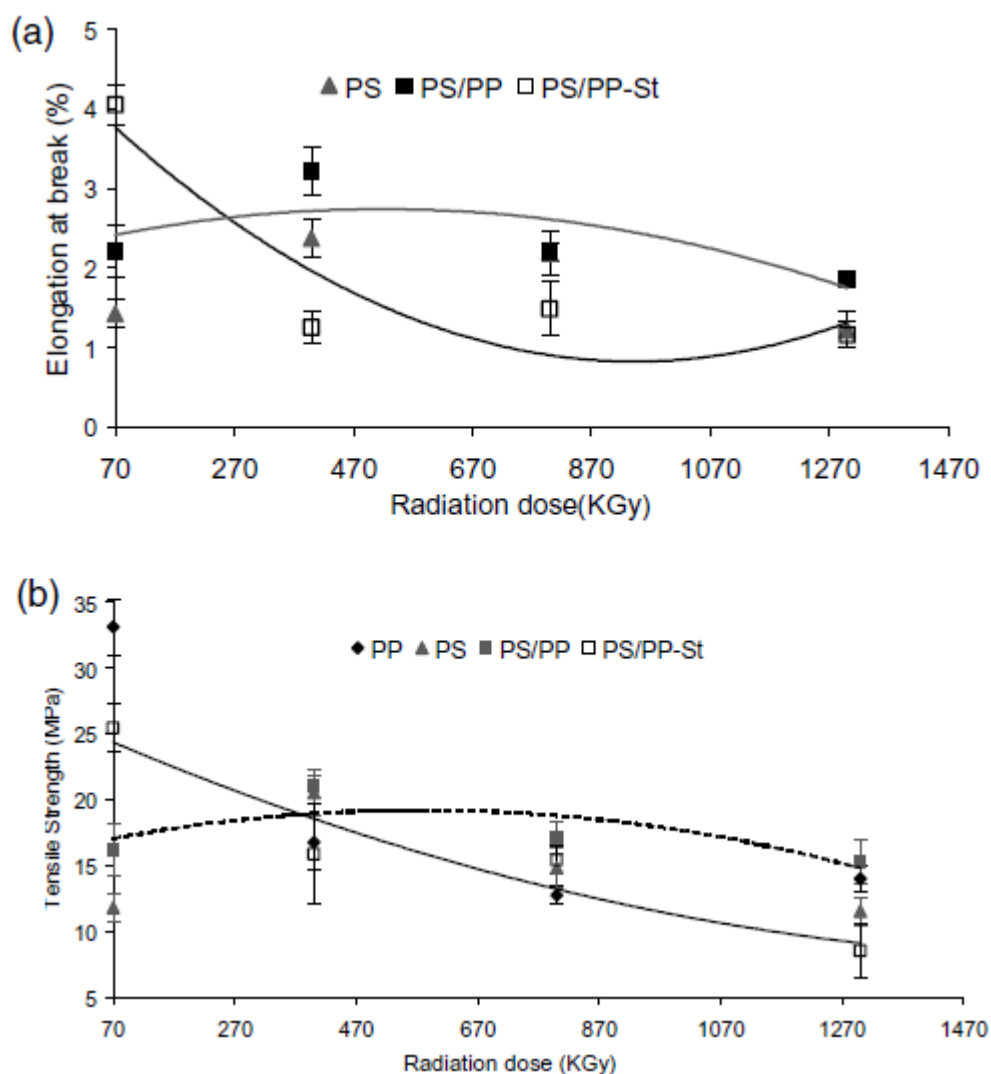 (a)
Elongation at break (%)
5
4
3
2
1
0
PS PS/PP PS/PP-St
70 270 470 670 870 1070 1270 1470
Radiation dose(KGy)
(b)
Tensile Strength (MPa)
35
30
25
20
15
10
5
PP PS PS/PP PS/PP-St
70 270 470 670 870 1070 1270 1470
Radiation dose (KGy)